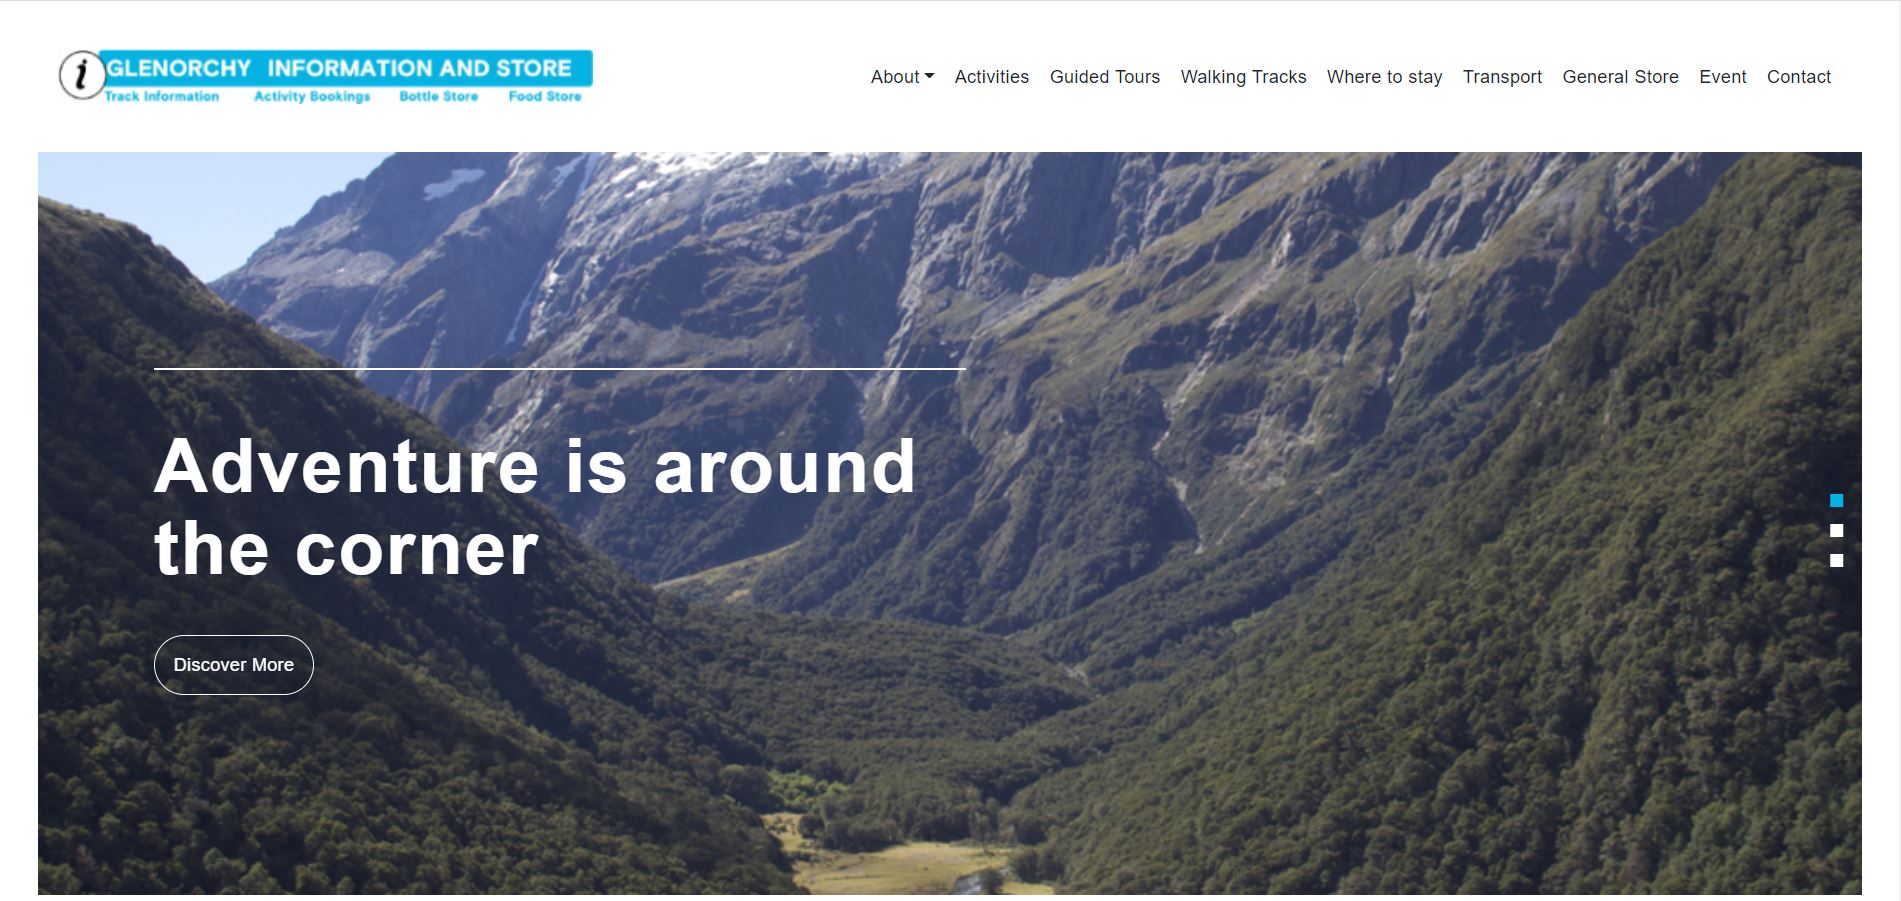 i GLENORCHY INFORMATION AND STORE
Track Information Activity Bookings Bottle Store Food Store
About Activities Guided Tours Walking Tracks Where to stay Transport General Store Event Contact
Adventure is around
the corner
Discover More